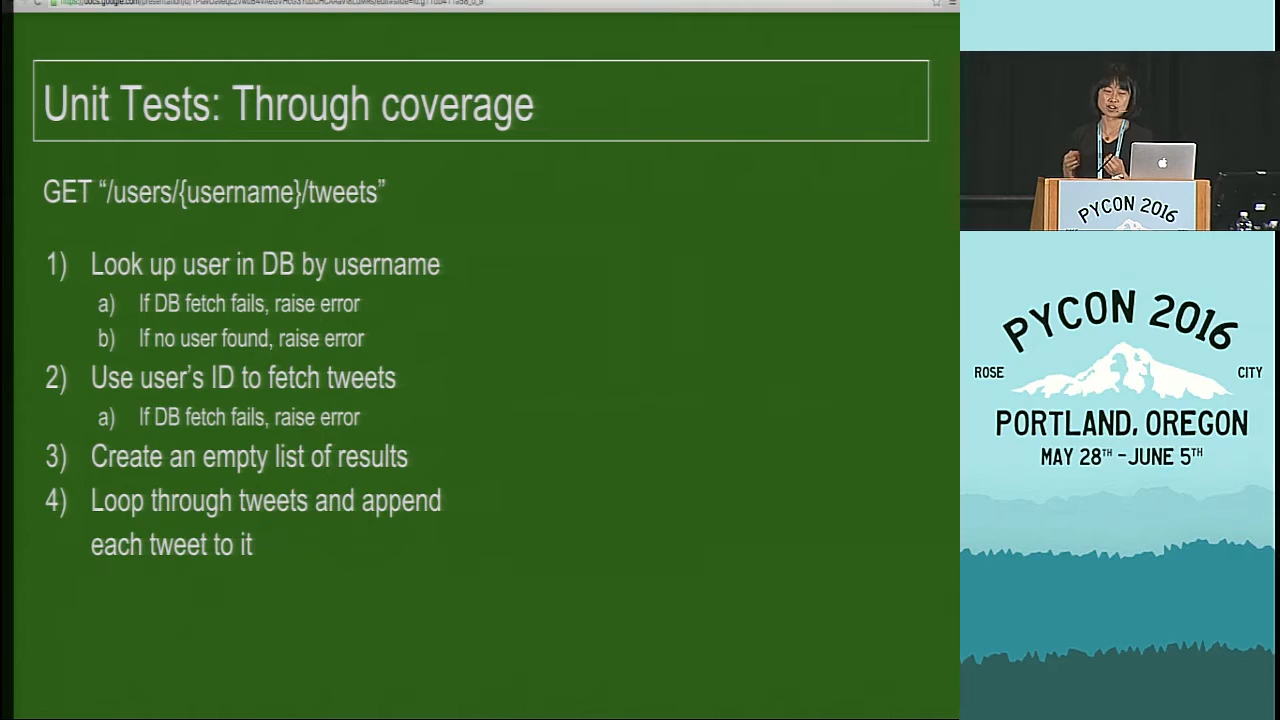 Unit Tests: Through coverage
GET “/users/{username}/tweets”
1) Look up user in DB by username
a) If DB fetch fails, raise error
b) If no user found, raise error
2) Use user’s ID to fetch tweets
a) If DB fetch fails, raise error
3) Create an empty list of results
4) Loop through tweets and append
each tweet to it
PYCON 2016
PYCON 2016
ROSE CITY
PORTLAND, OREGON
MAY 28TH - JUNE 5TH